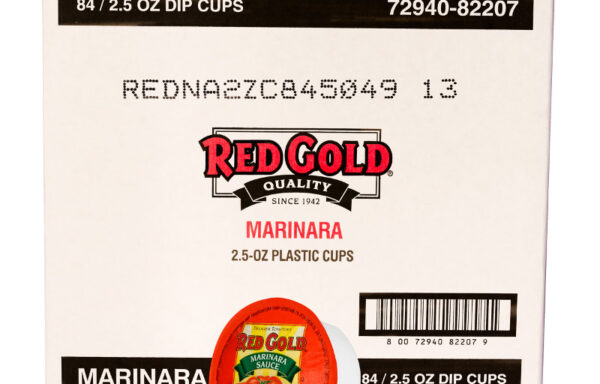 84 / 2.5 OZ DIP CUPS
72940-82207
REDNA2ZC845049 13
RED GOLD®
QUALITY
SINCE 1942
MARINARA
2.5-OZ PLASTIC CUPS
8 00 72940 82207 9
RED GOLD
MARINARA
SAUCE
MARINARA
84 / 2.5 OZ DIP CUPS